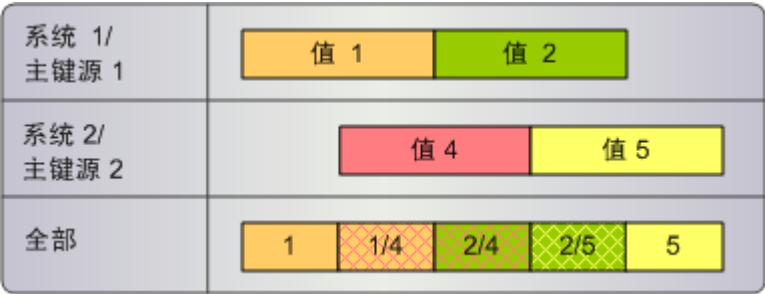 系统 1/
主键源 1
值 1
值 2
系统 2/
主键源 2
值 4
值 5
全部
1
1/4
2/4
2/5
5